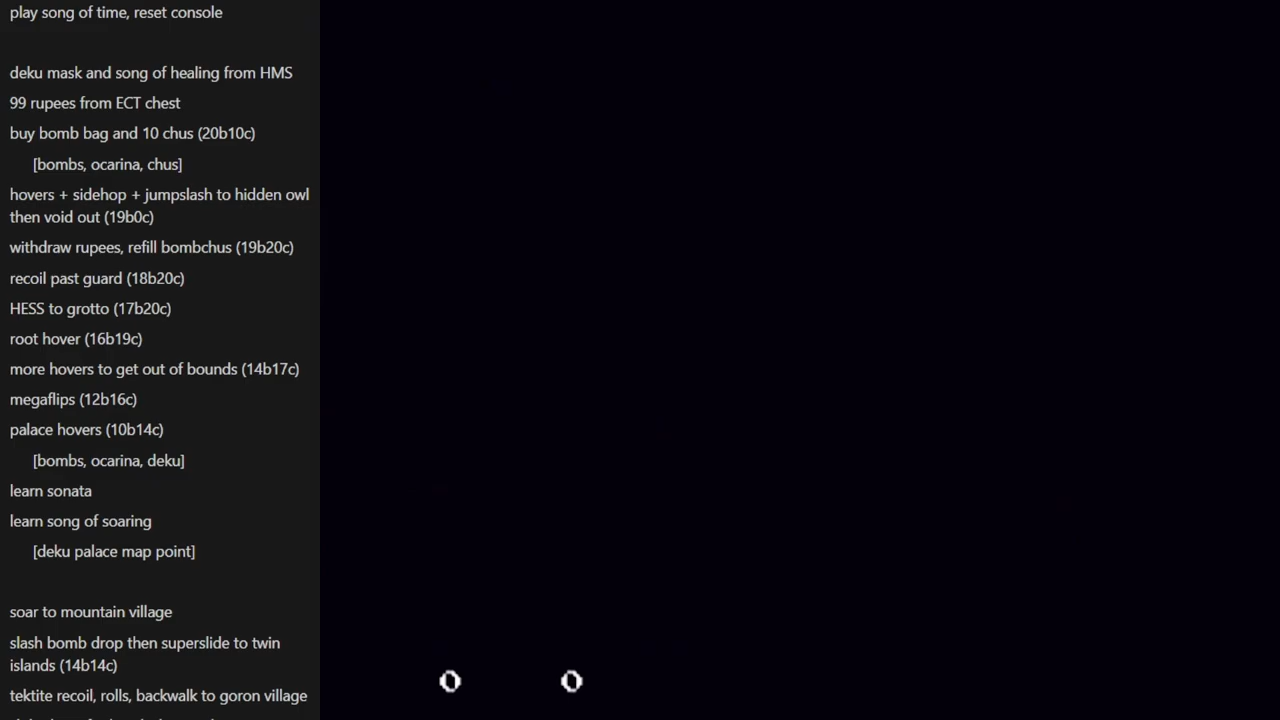 play song of time, reset console
deku mask and song of healing from HMS
99 rupees from ECT chest
buy bomb bag and 10 chus (20b10c)
[bombs, ocarina, chus]
hovers + sidehop + jumpslash to hidden owl
then void out (19b0c)
withdraw rupees, refill bombchus (19b20c)
recoil past guard (18b20c)
HESS to grotto (17b20c)
root hover (16b19c)
more hovers to get out of bounds (14b17c)
megaflips (12b16c)
palace hovers (10b14c)
[bombs, ocarina, deku]
learn sonata
learn song of soaring
[deku palace map point]
soar to mountain village
slash bomb drop then superslide to twin
islands (14b14c)
tektite recoil, rolls, backwalk to goron village
0 0